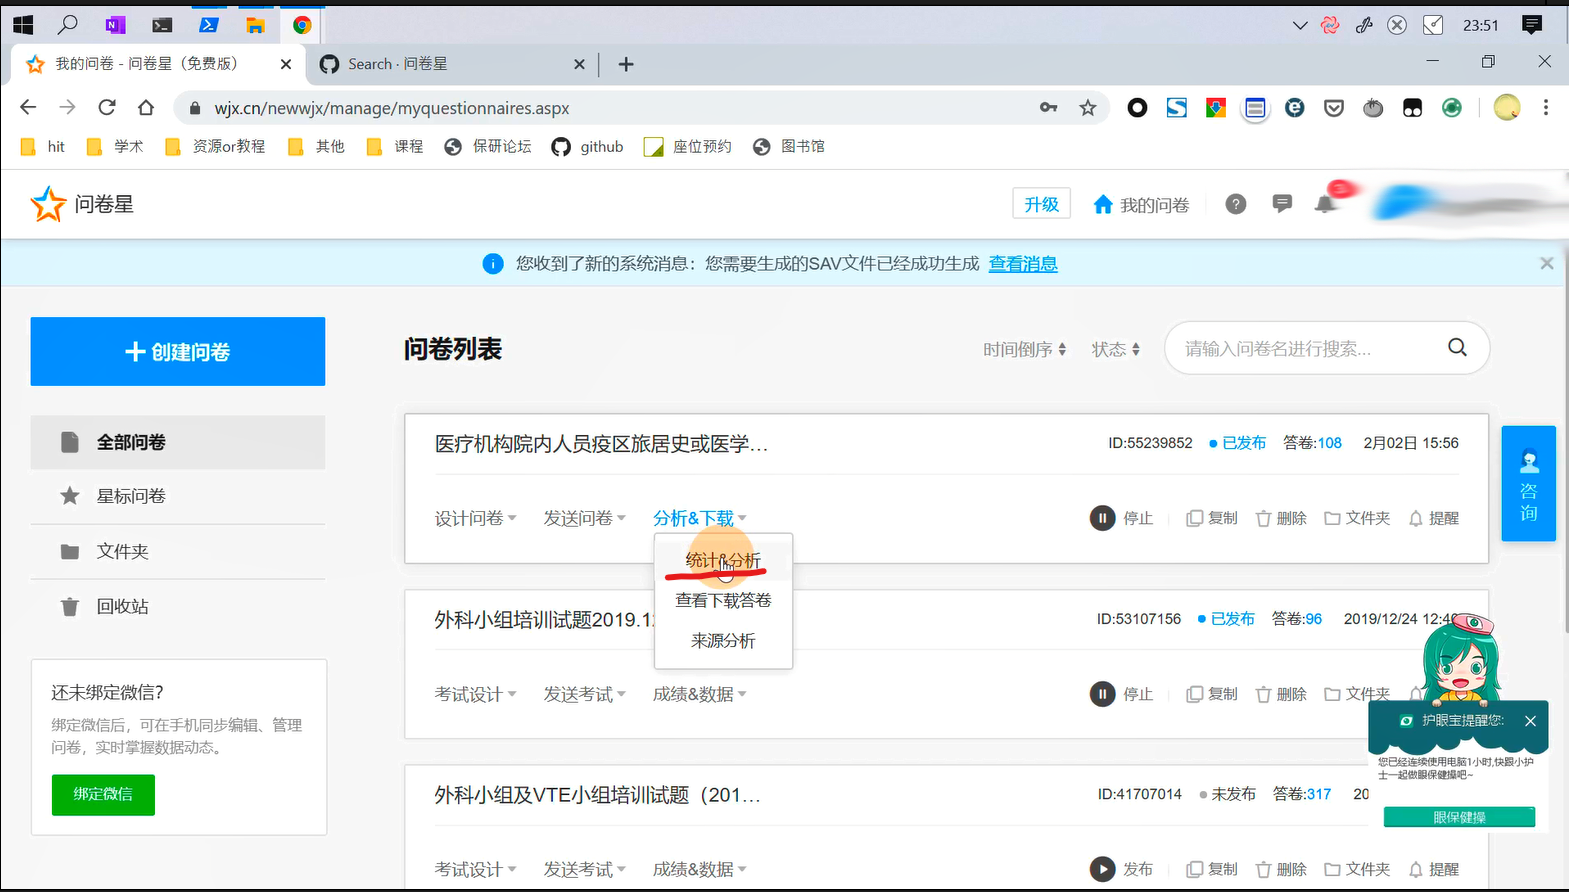 23:51
我的问卷 - 问卷星（免费版）
Search · 问卷星
wjx.cn/newwjx/manage/myquestionnaires.aspx
hit 学术 资源or教程 其他 课程 保研论坛 github 座位预约 图书馆
问卷星
升级 我的问卷
您收到了新的系统消息：您需要生成的SAV文件已经成功生成 查看消息
创建问卷
全部问卷
星标问卷
文件夹
回收站
还未绑定微信?
绑定微信后，可在手机同步编辑、管理
问卷，实时掌握数据动态。
绑定微信
问卷列表
时间倒序 状态 请输入问卷名进行搜索...
医疗机构院内人员疫区旅居史或医学... ID:55239852 已发布 答卷:108 2月02日 15:56
设计问卷 发送问卷 分析&下载 停止 复制 删除 文件夹 提醒
统计&分析
查看下载答卷
来源分析
外科小组培训试题2019.1 ID:53107156 已发布 答卷:96 2019/12/24 12:4
考试设计 发送考试 成绩&数据 停止 复制 删除 文件夹
外科小组及VTE小组培训试题（201... ID:41707014 未发布 答卷:317 20
考试设计 发送考试 成绩&数据 发布 复制 删除 文件夹 提醒
咨
询
护眼宝提醒您:
您已经连续使用电脑1小时,快跟小护
士一起做眼保健操吧~
眼保健操